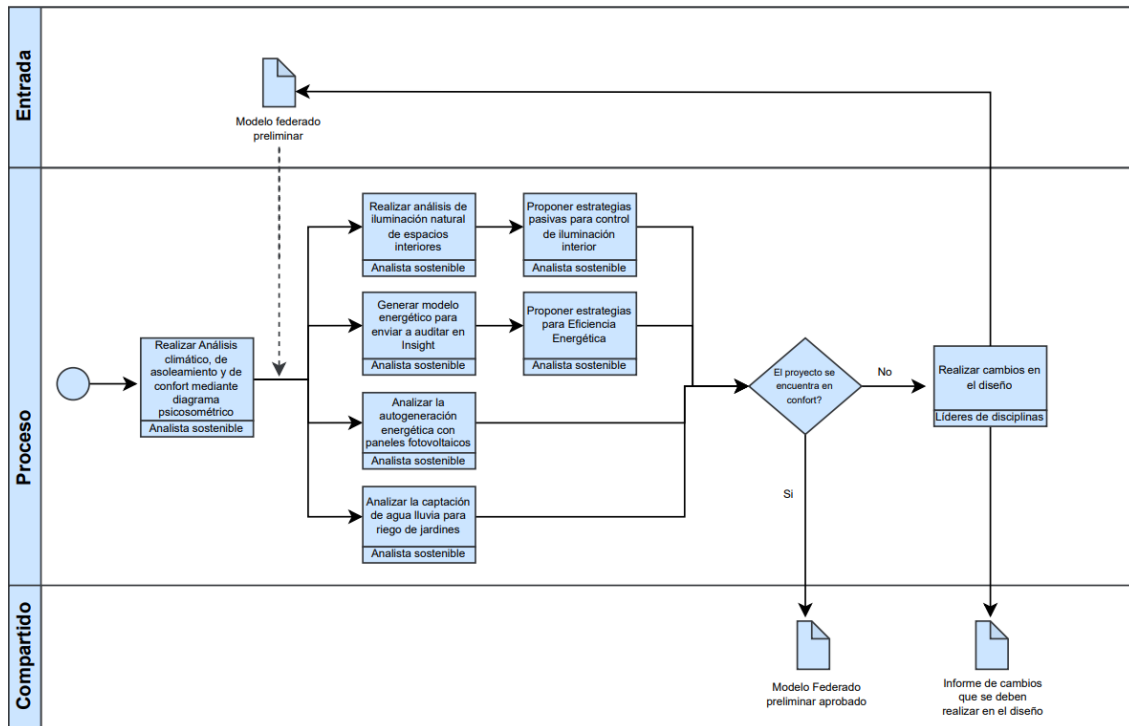 Entrada
Modelo federado
preliminar
Proceso
Realizar Análisis
climático, de
asoleamiento y de
confort mediante
diagrama
psicosométrico
Analista sostenible
Realizar análisis de
iluminación natural
de espacios
interiores
Analista sostenible
Proponer estrategias
pasivas para control
de iluminación
interior
Analista sostenible
Generar modelo
energético para
enviar a auditar en
Insight
Analista sostenible
Proponer estrategias
para Eficiencia
Energética
Analista sostenible
Analizar la
autogeneración
energética con
paneles fotovoltaicos
Analista sostenible
Analizar la captación
de agua lluvia para
riego de jardines
Analista sostenible
El proyecto se
encuentra en
confort?
No
Si
Realizar cambios en
el diseño
Líderes de disciplinas
Compartido
Modelo Federado
preliminar aprobado
Informe de cambios
que se deben
realizar en el diseño